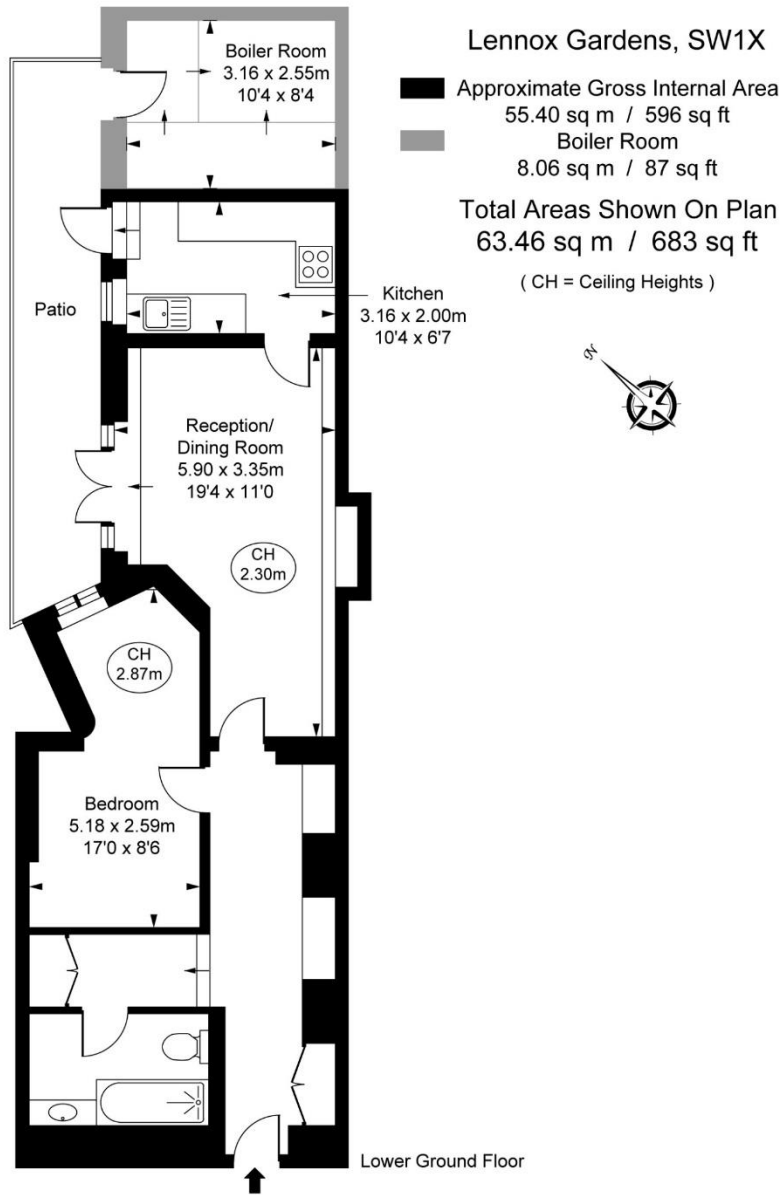 Lennox Gardens, SW1X
Approximate Gross Internal Area
55.40 sq m / 596 sq ft
Boiler Room
8.06 sq m / 87 sq ft
Total Areas Shown On Plan
63.46 sq m / 683 sq ft
( CH = Ceiling Heights )
N
Boiler Room
3.16 x 2.55m
10'4 x 8'4
Patio
Kitchen
3.16 x 2.00m
10'4 x 6'7
Reception/
Dining Room
5.90 x 3.35m
19'4 x 11'0
CH
2.30m
CH
2.87m
Bedroom
5.18 x 2.59m
17'0 x 8'6
Lower Ground Floor